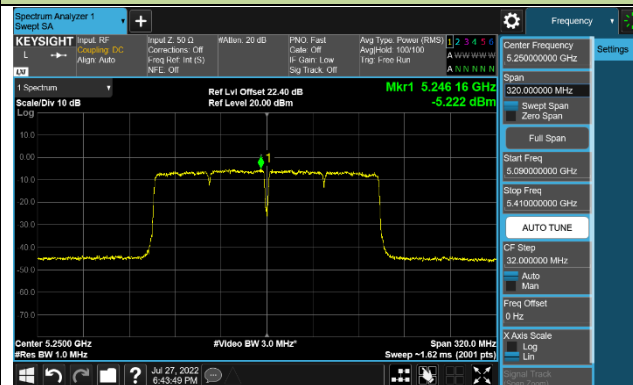 Spectrum Analyzer 1
Swept SA
Frequency
KEYSIGHT
L
LXI
Input: RF
Coupling: DC
Align: Auto
Input Z: 50 Ω
Corrections: Off
Freq Ref: Int (S)
NFE: Off
#Atten: 20 dB
PNO: Fast
Gate: Off
IF Gain: Low
Sig Track: Off
Avg Type: Power (RMS)
Avg|Hold: 100/100
Trig: Free Run
1 2 3 4 5 6
A W W W W W
A N N N N N
1 Spectrum
Scale/Div 10 dB
Log
Ref Lvl Offset 22.40 dB
Ref Level 20.00 dBm
Mkr1 5.246 16 GHz
-5.222 dBm
10.0
0.00
-10.0
-20.0
-30.0
-40.0
-50.0
-60.0
-70.0
1
Center 5.2500 GHz
#Res BW 1.0 MHz
#Video BW 3.0 MHz*
Span 320.0 MHz
Sweep ~1.62 ms (2001 pts)
Jul 27, 2022
6:43:49 PM
Center Frequency
5.250000000 GHz
Span
320.000000 MHz
Swept Span
Zero Span
Full Span
Start Freq
5.090000000 GHz
Stop Freq
5.410000000 GHz
AUTO TUNE
CF Step
32.000000 MHz
Auto
Man
Freq Offset
0 Hz
X Axis Scale
Log
Lin
Signal Track
(Span Zoom)
Settings